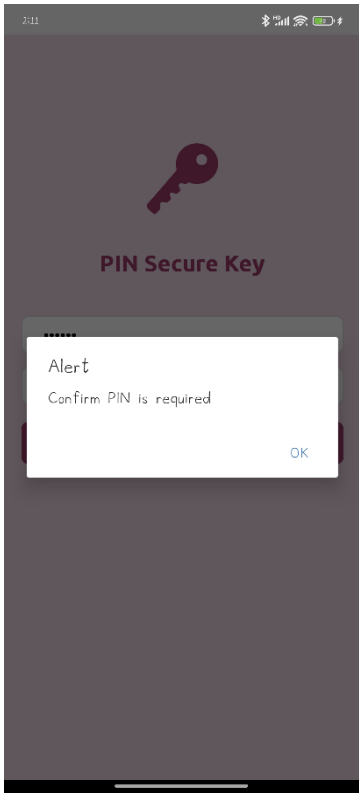 2:11
PIN Secure Key
••••••
Alert
Confirm PIN is required
OK